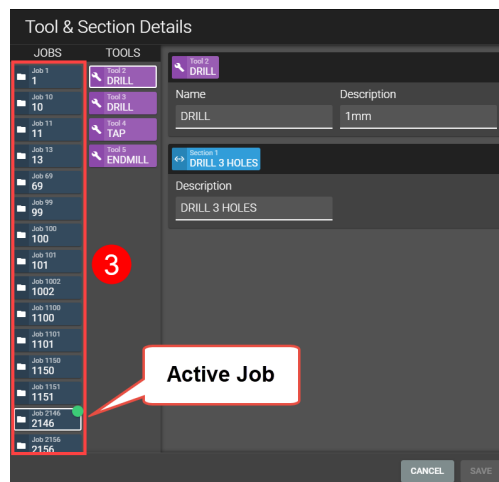 Tool & Section Details
JOBS
TOOLS
Job 1
1
Job 10
10
Job 11
11
Job 13
13
Job 69
69
Job 99
99
Job 100
100
Job 101
101
Job 1002
1002
Job 1100
1100
Job 1101
1101
Job 1150
1150
Job 1151
1151
Job 2146
2146
Job 2156
2156
Tool 2
DRILL
Tool 3
DRILL
Tool 4
TAP
Tool 5
ENDMILL
3
Active Job
Tool 2
DRILL
Name
Description
DRILL
1mm
Section 1
DRILL 3 HOLES
Description
DRILL 3 HOLES
CANCEL
SAVE